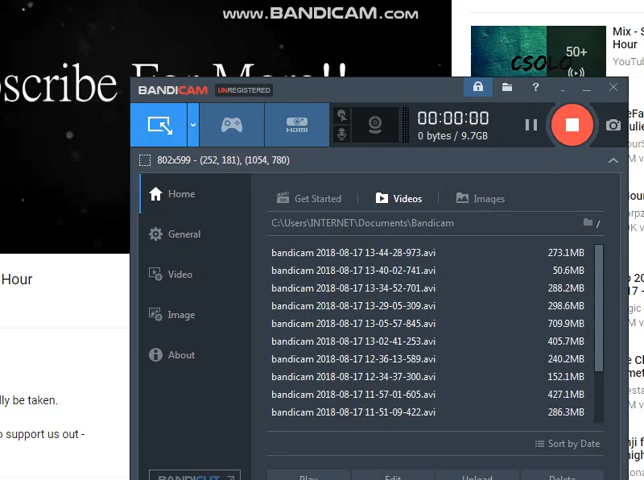 www.BANDICAM.com
scribe For More!!
50+
CSOLO
Mix - S
Hour
YouTu
BANDICAM UNREGISTERED
HDMI
00:00:00
0 bytes / 9.7GB
802x599 - (252, 181), (1054, 780)
Home
General
Video
Image
About
BANDICUT
Get Started
Videos
Images
C:\Users\INTERNET\Documents\Bandicam
/
bandicam 2018-08-17 13-44-28-973.avi 273.1MB
bandicam 2018-08-17 13-40-02-741.avi 50.6MB
bandicam 2018-08-17 13-34-52-701.avi 288.2MB
bandicam 2018-08-17 13-29-05-309.avi 298.6MB
bandicam 2018-08-17 13-05-57-845.avi 709.9MB
bandicam 2018-08-17 13-02-41-253.avi 405.7MB
bandicam 2018-08-17 12-36-13-589.avi 240.2MB
bandicam 2018-08-17 12-34-37-300.avi 152.1MB
bandicam 2018-08-17 11-57-01-605.avi 427.1MB
bandicam 2018-08-17 11-51-09-422.avi 286.3MB
Sort by Date
Play
Edit
Upload
Delete
Hour
lly be taken.
o support us out -